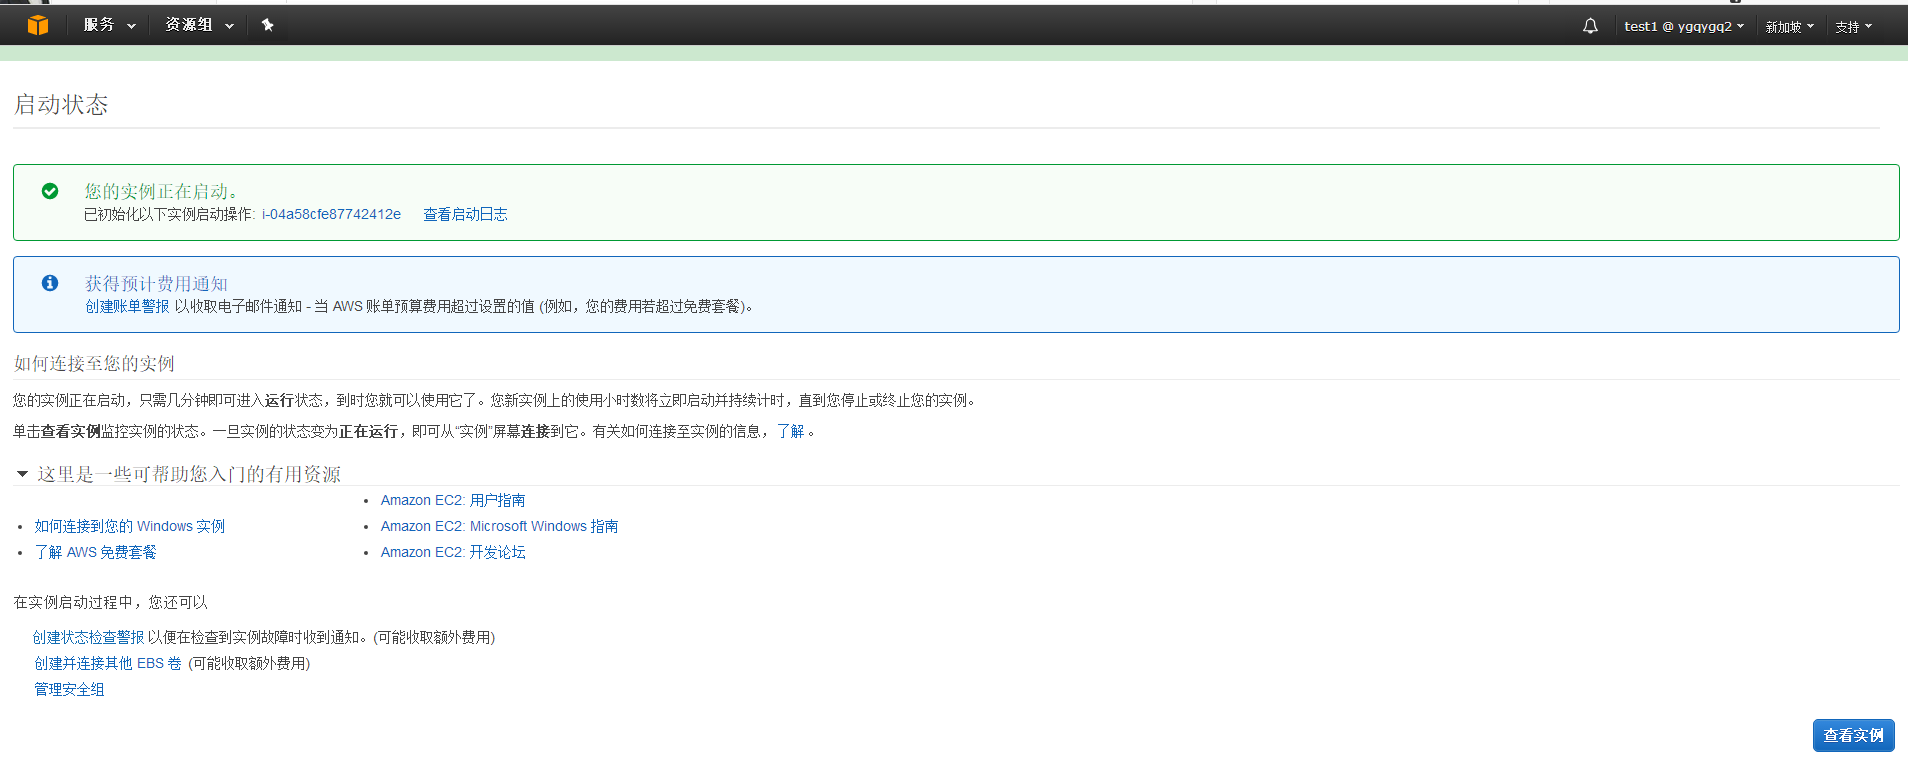 服务 资源组 test1 @ ygqygq2 新加坡 支持
启动状态
您的实例正在启动。
已初始化以下实例启动操作: i-04a58cfe87742412e 查看启动日志
获得预计费用通知
创建账单警报 以收取电子邮件通知 - 当 AWS 账单预算费用超过设置的值 (例如，您的费用若超过免费套餐)。
如何连接至您的实例
您的实例正在启动，只需几分钟即可进入运行状态，到时您就可以使用它了。您新实例上的使用小时数将立即启动并持续计时，直到您停止或终止您的实例。
单击查看实例监控实例的状态。一旦实例的状态变为正在运行，即可从“实例”屏幕连接到它。有关如何连接至实例的信息，了解 。
这里是一些可帮助您入门的有用资源
如何连接到您的 Windows 实例
了解 AWS 免费套餐
Amazon EC2: 用户指南
Amazon EC2: Microsoft Windows 指南
Amazon EC2: 开发论坛
在实例启动过程中，您还可以
创建状态检查警报 以便在检查到实例故障时收到通知。(可能收取额外费用)
创建并连接其他 EBS 卷 (可能收取额外费用)
管理安全组
查看实例